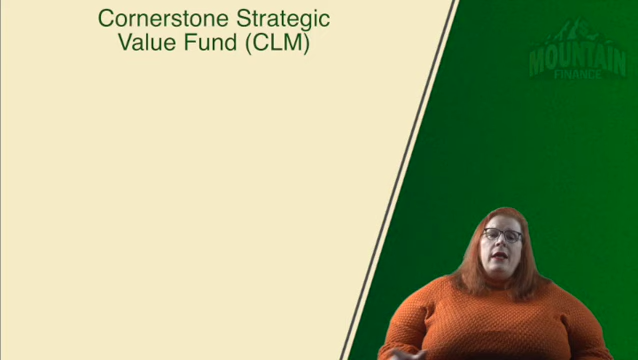 Cornerstone Strategic
Value Fund (CLM)
MOUNTAIN
FINANCE